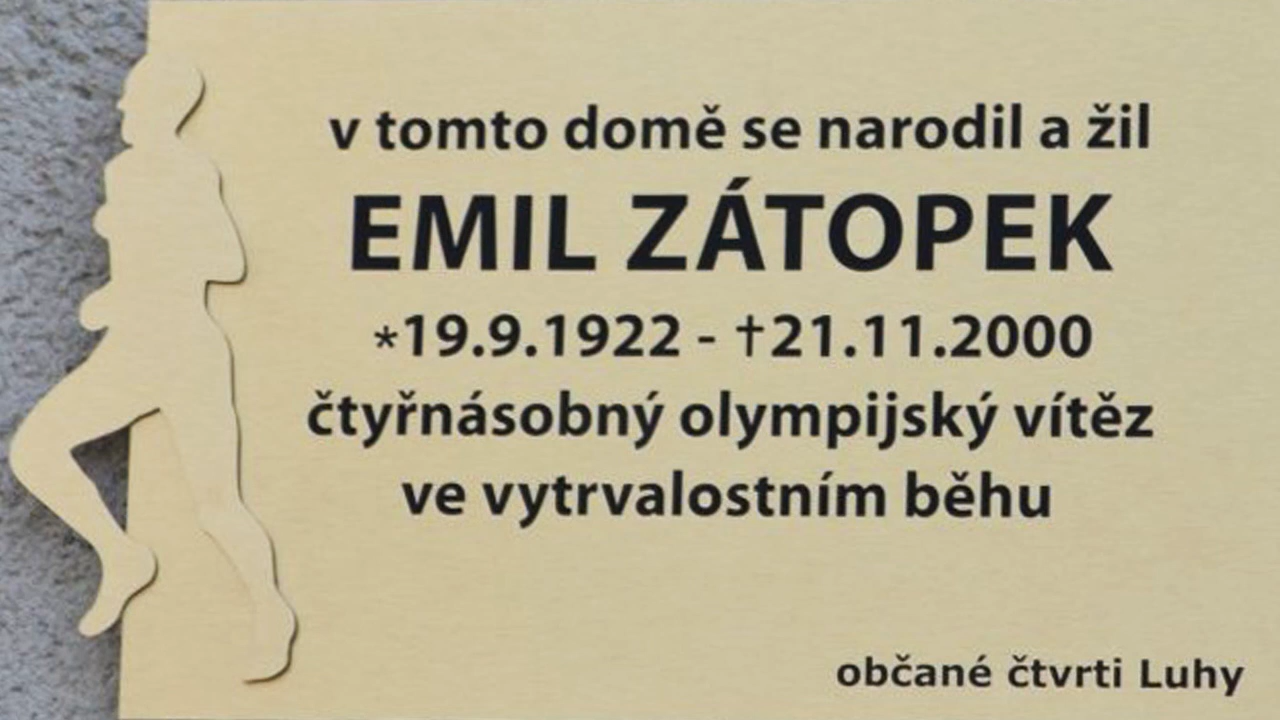 v tomto domě se narodil a žil
EMIL ZÁTOPEK
*19.9.1922 - †21.11.2000
čtyřnásobný olympijský vítěz
ve vytrvalostním běhu
občané čtvrti Luhy